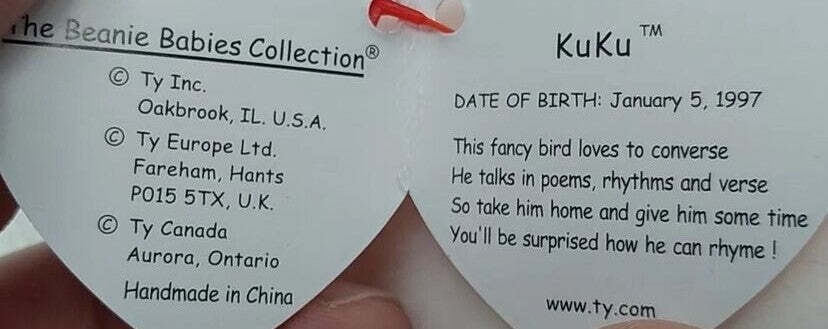 The Beanie Babies Collection®
© Ty Inc.
Oakbrook, IL. U.S.A.
© Ty Europe Ltd.
Fareham, Hants
PO15 5TX, U.K.
© Ty Canada
Aurora, Ontario
Handmade in China
KuKu ™
DATE OF BIRTH: January 5, 1997
This fancy bird loves to converse
He talks in poems, rhythms and verse
So take him home and give him some time
You'll be surprised how he can rhyme !
www.ty.com